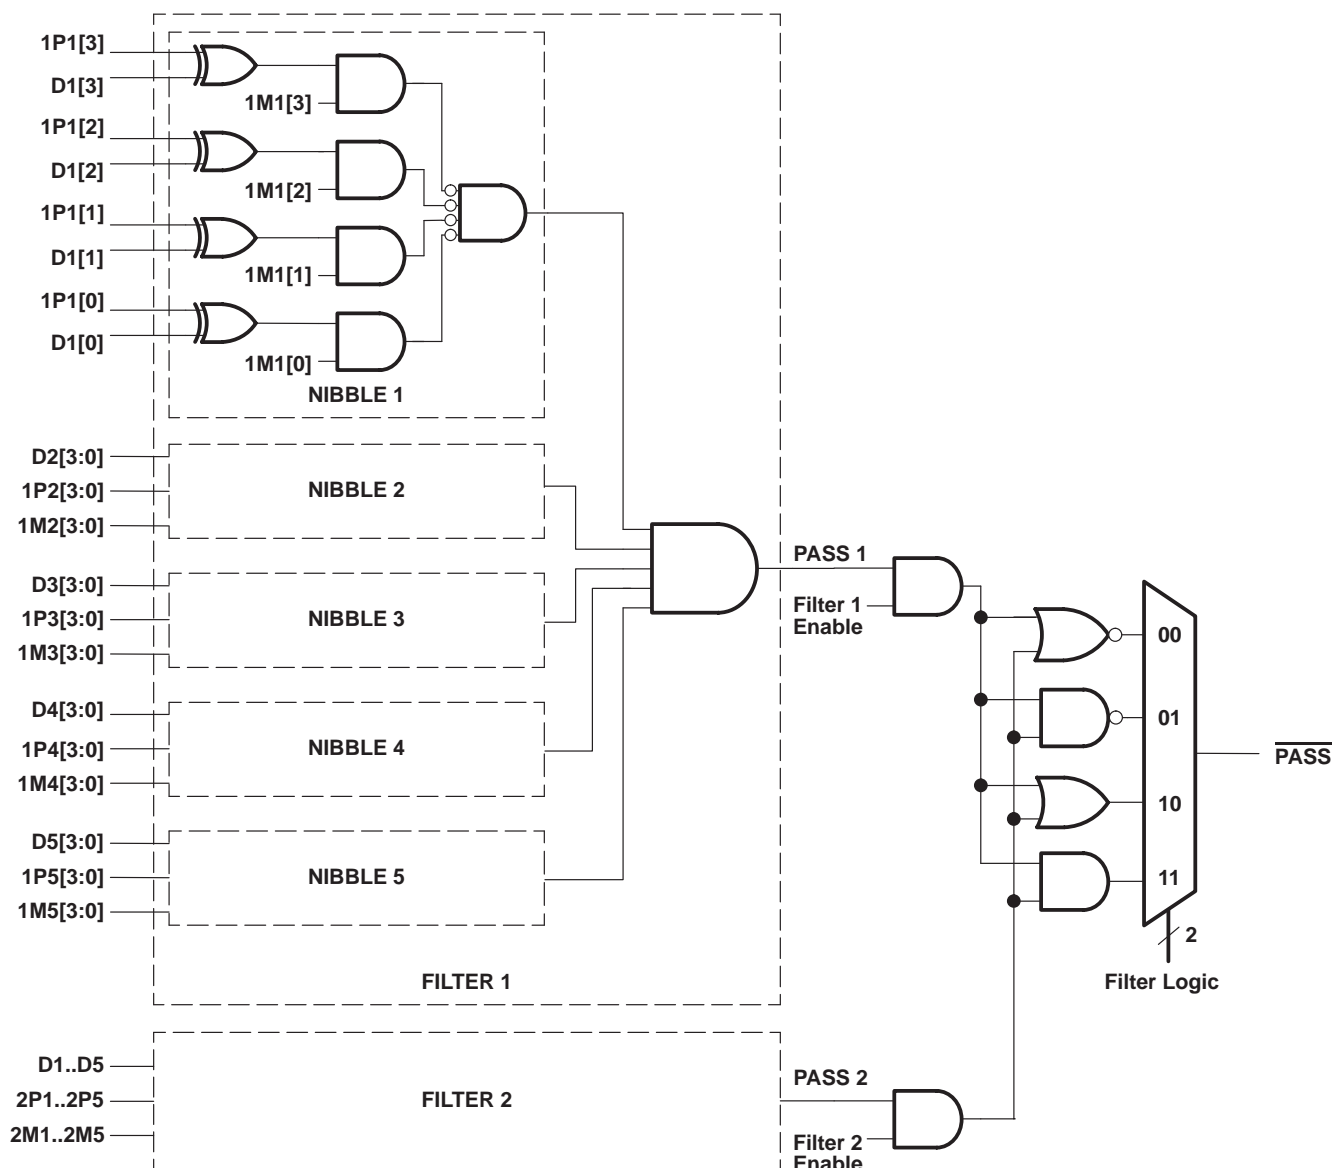 1P1[3]
D1[3]
1M1[3]
1P1[2]
D1[2]
1M1[2]
1P1[1]
D1[1]
1M1[1]
1P1[0]
D1[0]
1M1[0]
NIBBLE 1
D2[3:0]
1P2[3:0]
1M2[3:0]
NIBBLE 2
D3[3:0]
1P3[3:0]
1M3[3:0]
NIBBLE 3
D4[3:0]
1P4[3:0]
1M4[3:0]
NIBBLE 4
D5[3:0]
1P5[3:0]
1M5[3:0]
NIBBLE 5
FILTER 1
PASS 1
Filter 1
Enable
00
01
10
11
PASS
2
Filter Logic
D1..D5
2P1..2P5
2M1..2M5
FILTER 2
PASS 2
Filter 2
Enable